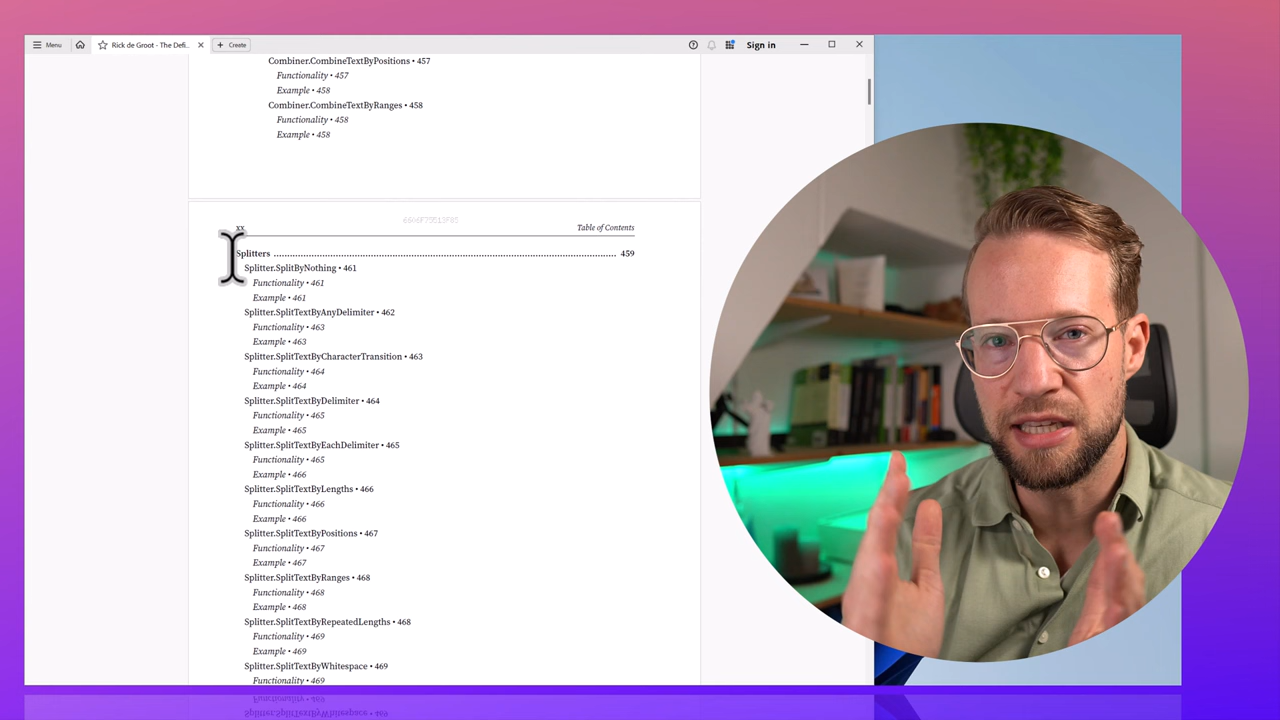 Menu
Rick de Groot - The Defi...
Create
Sign in
Combiner.CombineTextByPositions • 457
Functionality • 457
Example • 458
Combiner.CombineTextByRanges • 458
Functionality • 458
Example • 458
xx
Table of Contents
Splitters 459
Splitter.SplitByNothing • 461
Functionality • 461
Example • 461
Splitter.SplitTextByAnyDelimiter • 462
Functionality • 463
Example • 463
Splitter.SplitTextByCharacterTransition • 463
Functionality • 464
Example • 464
Splitter.SplitTextByDelimiter • 464
Functionality • 465
Example • 465
Splitter.SplitTextByEachDelimiter • 465
Functionality • 465
Example • 466
Splitter.SplitTextByLengths • 466
Functionality • 466
Example • 466
Splitter.SplitTextByPositions • 467
Functionality • 467
Example • 467
Splitter.SplitTextByRanges • 468
Functionality • 468
Example • 468
Splitter.SplitTextByRepeatedLengths • 468
Functionality • 469
Example • 469
Splitter.SplitTextByWhitespace • 469
Functionality • 469